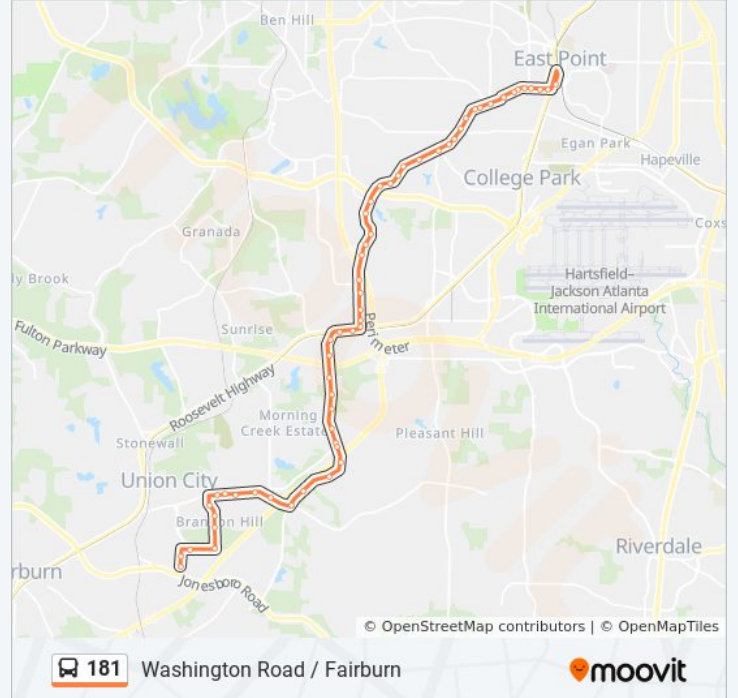 Ben Hill
East Point
Egan Park
Hapeville
College Park
Coxs
Granada
Hartsfield–
Jackson Atlanta
International Airport
ly Brook
Sunrise
Perimeter
Fulton Parkway
Roosevelt Highway
Morning
Creek Estate
Pleasant Hill
Stonewall
Union City
Hill
Riverdale
rburn
Jonesboro Road
© OpenStreetMap contributors | © OpenMapTiles
181 Washington Road / Fairburn
moovit